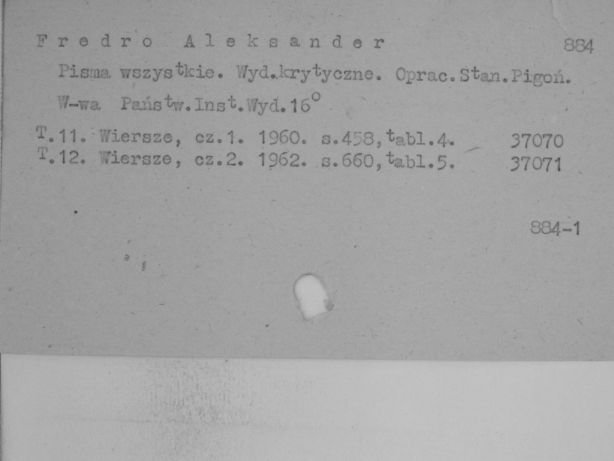 Fredro Aleksander 884
Pisma wszystkie. Wyd.krytyczne. Oprac.Stan.Pigoń.
W-wa Państw.Inst.Wyd.16°
T.11. Wiersze, cz.1. 1960. s.458,tabl.4. 37070
T.12. Wiersze, cz.2. 1962. s.660,tabl.5. 37071
884-1